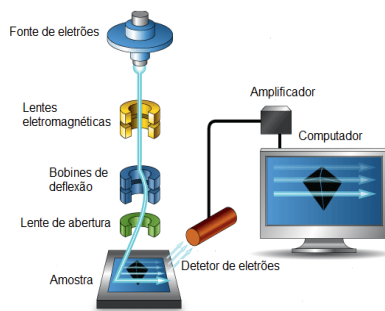 Fonte de eletrões
Lentes
eletromagnéticas
Amplificador
Computador
Bobines de
deflexão
Lente de abertura
Detetor de eletrões
Amostra